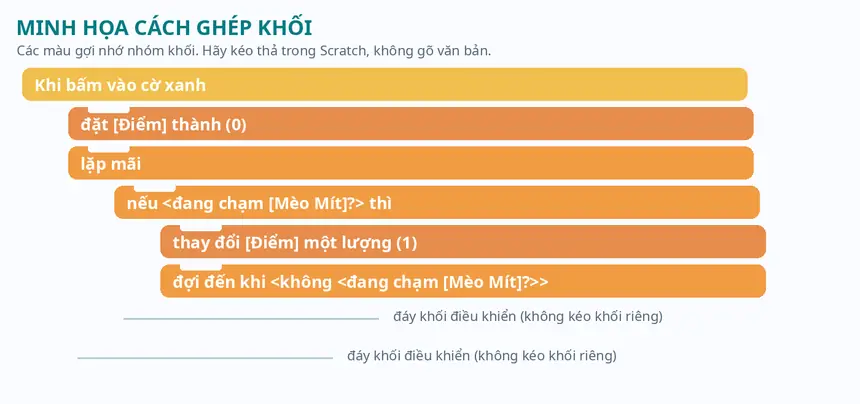 MINH HỌA CÁCH GHÉP KHỐI
Các màu gợi nhớ nhóm khối. Hãy kéo thả trong Scratch, không gõ văn bản.
Khi bấm vào cờ xanh
đặt [Điểm] thành (0)
lặp mãi
nếu <đang chạm [Mèo Mít]?> thì
thay đổi [Điểm] một lượng (1)
đợi đến khi <không <đang chạm [Mèo Mít]?>>
đáy khối điều khiển (không kéo khối riêng)
đáy khối điều khiển (không kéo khối riêng)